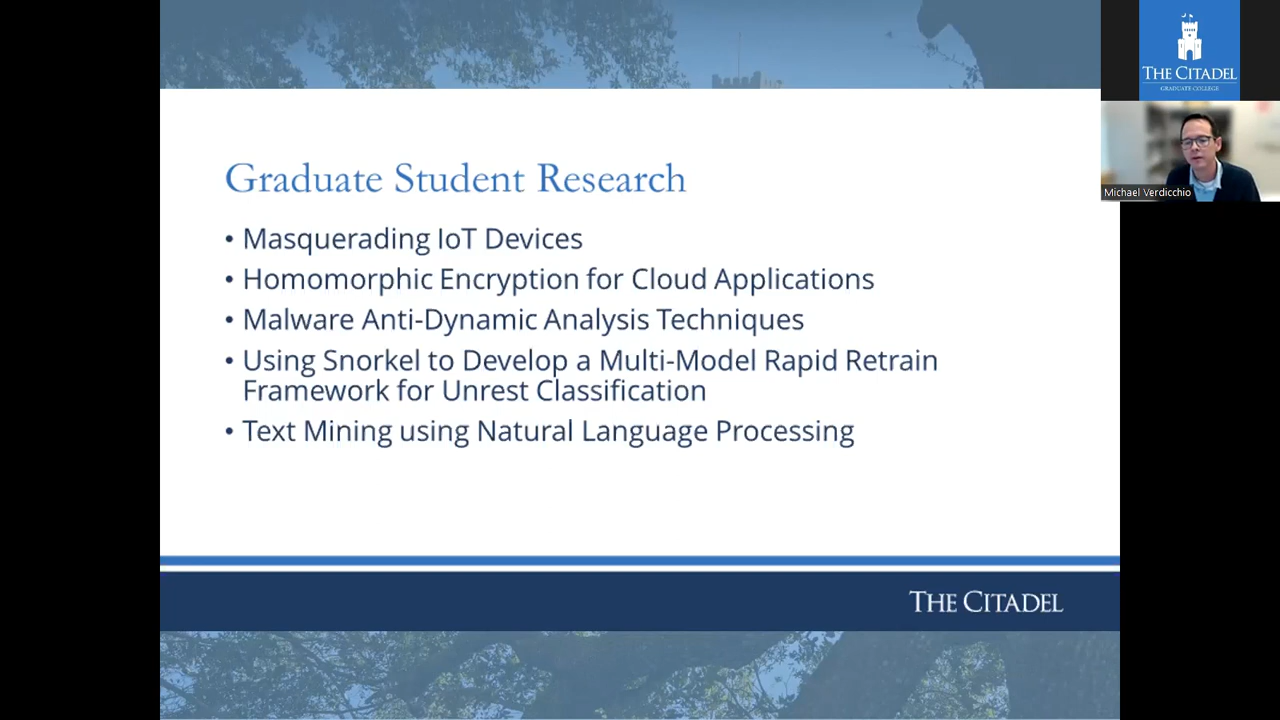 Graduate Student Research
• Masquerading IoT Devices
• Homomorphic Encryption for Cloud Applications
• Malware Anti-Dynamic Analysis Techniques
• Using Snorkel to Develop a Multi-Model Rapid Retrain
Framework for Unrest Classification
• Text Mining using Natural Language Processing
THE CITADEL
THE CITADEL
GRADUATE COLLEGE
Michael Verdicchio